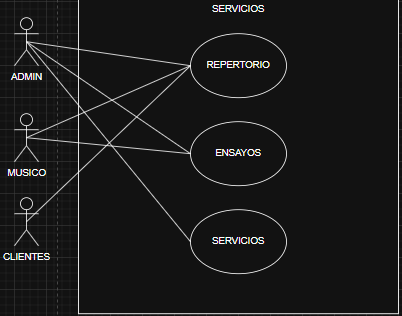 SERVICIOS
REPERTORIO
ADMIN
ENSAYOS
MUSICO
SERVICIOS
CLIENTES